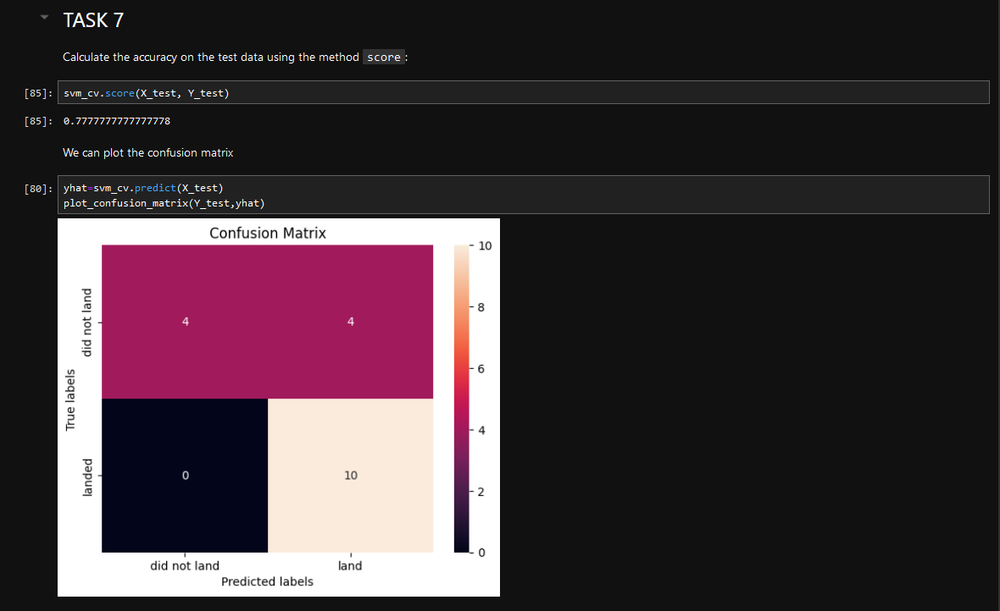 TASK 7
Calculate the accuracy on the test data using the method score:
[85]: svm_cv.score(X_test, Y_test)
[85]: 0.7777777777777778
We can plot the confusion matrix
[80]: yhat=svm_cv.predict(X_test)
plot_confusion_matrix(Y_test,yhat)
Confusion Matrix
True labels
did not land
landed
4 4
0 10
did not land land
Predicted labels
10
8
6
4
2
0